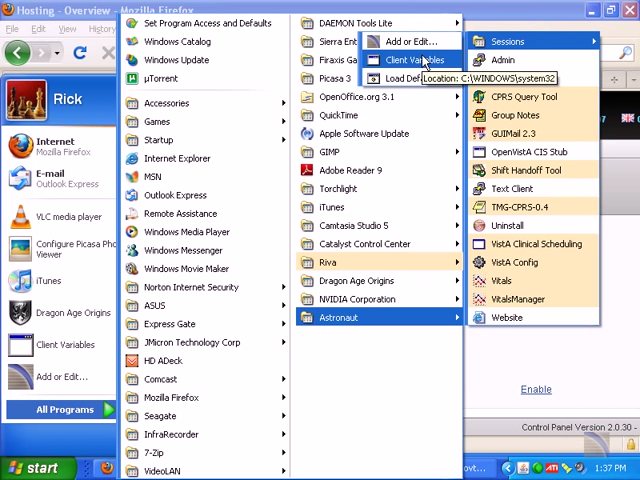 Hosting - Overview - Mozilla Firefox
File
Edit
View
History
Rick
Internet
Mozilla Firefox
E-mail
Outlook Express
VLC media player
Configure Picasa Pho
Viewer
iTunes
Dragon Age Origins
Client Variables
Add or Edit...
All Programs
start
Set Program Access and Defaults
Windows Catalog
Windows Update
µTorrent
Accessories
Games
Startup
Internet Explorer
MSN
Outlook Express
Remote Assistance
Windows Media Player
Windows Messenger
Windows Movie Maker
Norton Internet Security
ASUS
Express Gate
JMicron Technology Corp
HD ADeck
Comcast
Mozilla Firefox
Seagate
InfraRecorder
7-Zip
VideoLAN
DAEMON Tools Lite
Sierra Ent
Firaxis Ga
Picasa 3
OpenOffice.org 3.1
QuickTime
Apple Software Update
GIMP
Adobe Reader 9
Torchlight
iTunes
Camtasia Studio 5
Catalyst Control Center
Riva
Dragon Age Origins
NVIDIA Corporation
Astronaut
Add or Edit...
Client Variables
Load Defa
Location: C:\WINDOWS\system32
Sessions
Admin
CPRS Query Tool
Group Notes
GUIMail 2.3
OpenVistA CIS Stub
Shift Handoff Tool
Text Client
TMG-CPRS-0.4
Uninstall
VistA Clinical Scheduling
VistA Config
Vitals
VitalsManager
Website
Enable
Control Panel Version 2.0.30 -
ovt...
ATI
1:37 PM